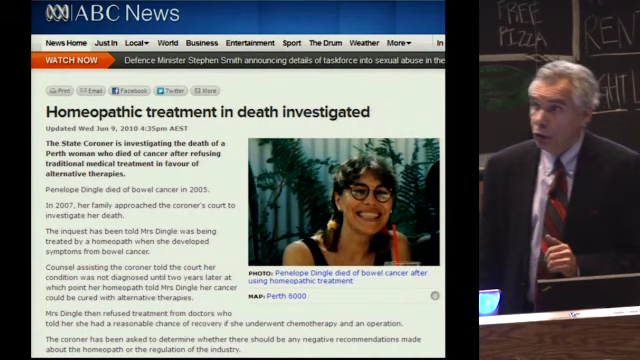 ABC News
News Home Just In Local World Business Entertainment Sport The Drum Weather More In
WATCH NOW Defence Minister Stephen Smith announcing details of taskforce into sexual abuse in the
Print Email Facebook Twitter More
Homeopathic treatment in death investigated
Updated Wed Jun 9, 2010 4:35pm AEST
The State Coroner is investigating the death of a
Perth woman who died of cancer after refusing
traditional medical treatment in favour of
alternative therapies.
Penelope Dingle died of bowel cancer in 2005.
In 2007, her family approached the coroner's court to
investigate her death.
The inquest has been told Mrs Dingle was being
treated by a homeopath when she developed
symptoms from bowel cancer.
Counsel assisting the coroner told the court her
condition was not diagnosed until two years later at
which point her homeopath told Mrs Dingle her cancer
could be cured with alternative therapies.
Mrs Dingle then refused treatment from doctors who
told her she had a reasonable chance of recovery if she underwent chemotherapy and an operation.
The coroner has been asked to determine whether there should be any negative recommendations made
about the homeopath or the regulation of the industry.
PHOTO: Penelope Dingle died of bowel cancer after
using homeopathic treatment
MAP: Perth 6000
FREE
PIZZA
REN